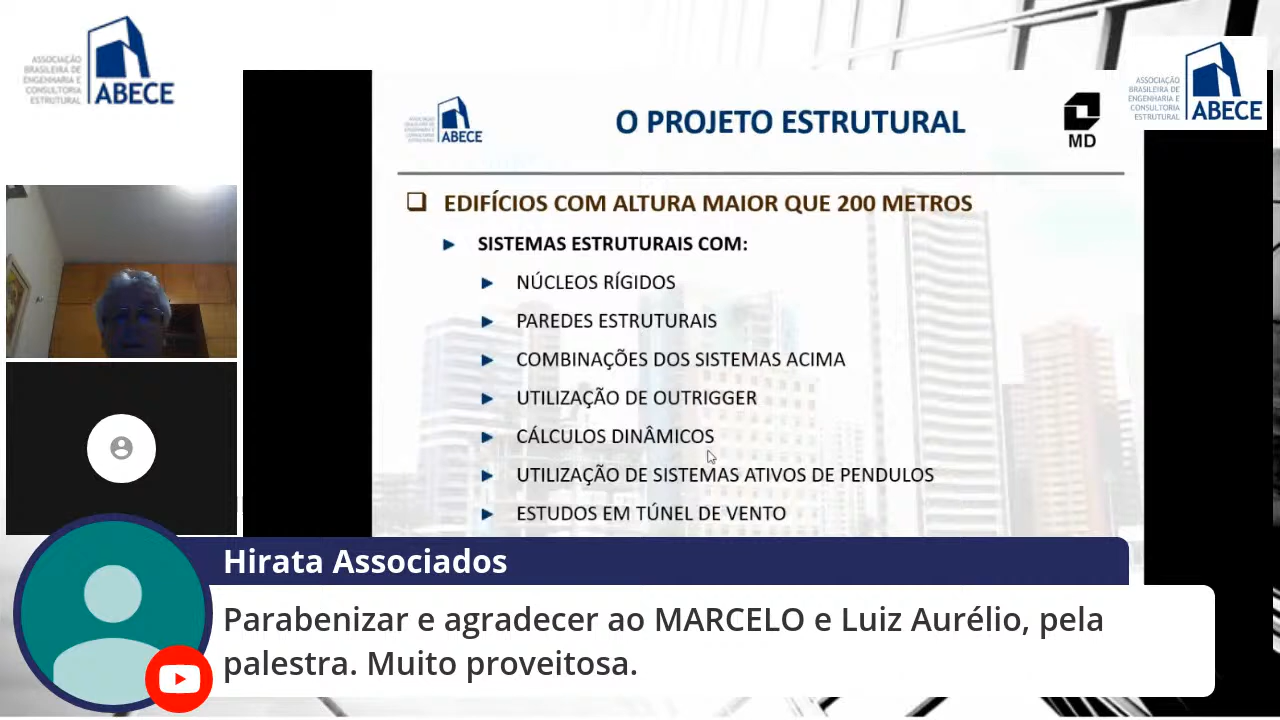 ASSOCIAÇÃO
BRASILEIRA DE
ENGENHARIA E
CONSULTORIA
ESTRUTURAL
ABECE
ASSOCIAÇÃO
BRASILEIRA DE
ENGENHARIA E
CONSULTORIA
ESTRUTURAL
ABECE
ABECE
O PROJETO ESTRUTURAL
MD
EDIFÍCIOS COM ALTURA MAIOR QUE 200 METROS
SISTEMAS ESTRUTURAIS COM:
NÚCLEOS RÍGIDOS
PAREDES ESTRUTURAIS
COMBINAÇÕES DOS SISTEMAS ACIMA
UTILIZAÇÃO DE OUTRIGGER
CÁLCULOS DINÂMICOS
UTILIZAÇÃO DE SISTEMAS ATIVOS DE PENDULOS
ESTUDOS EM TÚNEL DE VENTO
Hirata Associados
Parabenizar e agradecer ao MARCELO e Luiz Aurélio, pela
palestra. Muito proveitosa.